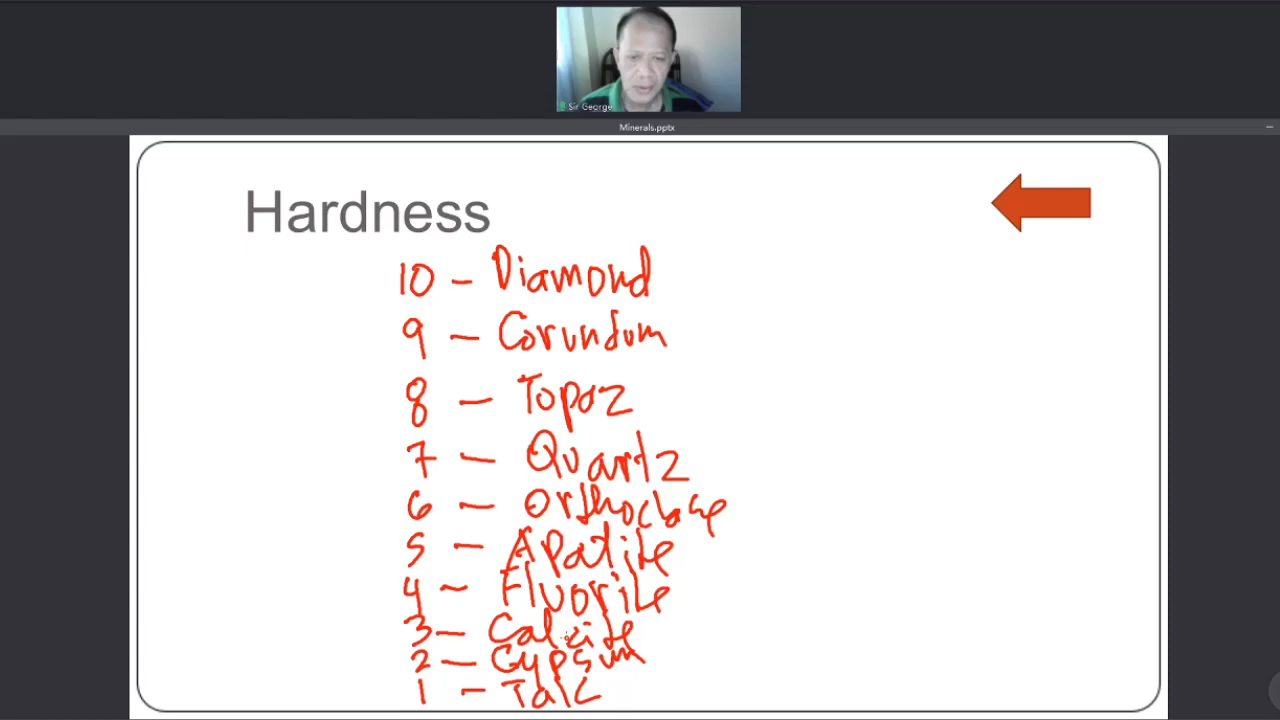 Sir George
Minerals.pptx
Hardness
10 - Diamond
9 - Corundum
8 - Topaz
7 - Quartz
6 - Orthoclase
5 - Apatite
4 - Fluorite
3 - Calcite
2 - Gypsum
1 - Talc